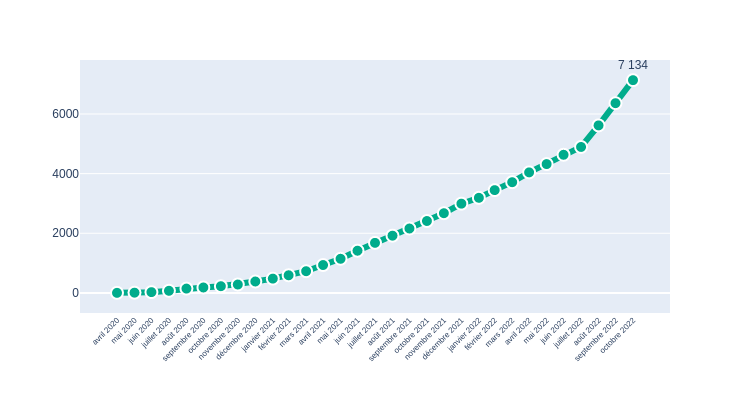 7 134
6000
4000
2000
0
avril 2020
mai 2020
juin 2020
juillet 2020
août 2020
septembre 2020
octobre 2020
novembre 2020
décembre 2020
janvier 2021
février 2021
mars 2021
avril 2021
mai 2021
juin 2021
juillet 2021
août 2021
septembre 2021
octobre 2021
novembre 2021
décembre 2021
janvier 2022
février 2022
mars 2022
avril 2022
mai 2022
juin 2022
juillet 2022
août 2022
septembre 2022
octobre 2022